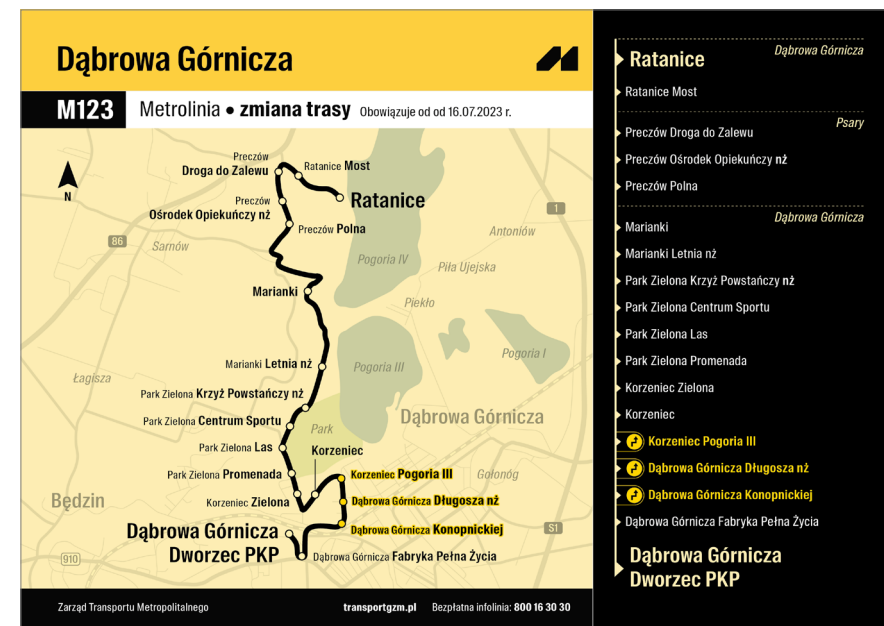 Dąbrowa Górnicza
M123
Metrolinia • zmiana trasy Obowiązuje od od 16.07.2023 r.
N
Preczów
Droga do Zalewu
Ratanice Most
Ratanice
Preczów
Ośrodek Opiekuńczy nż
Preczów Polna
1
86
Sarnów
Antoniów
Pogoria IV
Piła Ujejska
Marianki
Piekło
Marianki Letnia nż
Pogoria III
Pogoria I
Łagisza
Park Zielona Krzyż Powstańczy nż
Park Zielona Centrum Sportu
Park
Dąbrowa Górnicza
Park Zielona Las
Korzeniec
Park Zielona Promenada
Korzeniec Pogoria III
Gołonóg
Będzin
Korzeniec Zielona
Dąbrowa Górnicza Długosza nż
Dąbrowa Górnicza
Dworzec PKP
Dąbrowa Górnicza Konopnickiej
S1
910
Dąbrowa Górnicza Fabryka Pełna Życia
Zarząd Transportu Metropolitalnego
transportgzm.pl
Bezpłatna infolinia: 800 16 30 30
Dąbrowa Górnicza
Ratanice
Ratanice Most
Psary
Preczów Droga do Zalewu
Preczów Ośrodek Opiekuńczy nż
Preczów Polna
Dąbrowa Górnicza
Marianki
Marianki Letnia nż
Park Zielona Krzyż Powstańczy nż
Park Zielona Centrum Sportu
Park Zielona Las
Park Zielona Promenada
Korzeniec Zielona
Korzeniec
Korzeniec Pogoria III
Dąbrowa Górnicza Długosza nż
Dąbrowa Górnicza Konopnickiej
Dąbrowa Górnicza Fabryka Pełna Życia
Dąbrowa Górnicza
Dworzec PKP